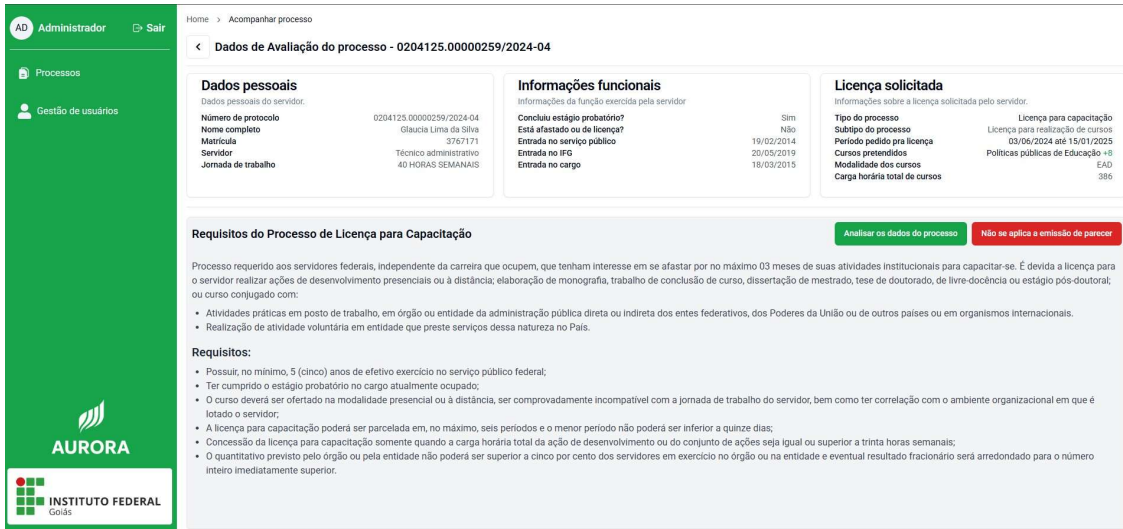 AD Administrador Sair
Processos
Gestão de usuários
AURORA
INSTITUTO FEDERAL
Goiás
Home > Acompanhar processo
Dados de Avaliação do processo - 0204125.00000259/2024-04
Dados pessoais
Dados pessoais do servidor.
Número de protocolo 0204125.00000259/2024-04
Nome completo Glaucia Lima da Silva
Matrícula 3767171
Servidor Técnico administrativo
Jornada de trabalho 40 HORAS SEMANAIS
Informações funcionais
Informações da função exercida pela servidor
Concluiu estágio probatório? Sim
Está afastado ou de licença? Não
Entrada no serviço público 19/02/2014
Entrada no IFG 20/05/2019
Entrada no cargo 18/03/2015
Licença solicitada
Informações sobre a licença solicitada pelo servidor.
Tipo do processo Licença para capacitação
Subtipo do processo Licença para realização de cursos
Período pedido pra licença 03/06/2024 até 15/01/2025
Cursos pretendidos Políticas públicas de Educação +8
Modalidade dos cursos EAD
Carga horária total de cursos 386
Requisitos do Processo de Licença para Capacitação
Analisar os dados do processo
Não se aplica a emissão de parecer
Processo requerido aos servidores federais, independente da carreira que ocupem, que tenham interesse em se afastar por no máximo 03 meses de suas atividades institucionais para capacitar-se. É devida a licença para
o servidor realizar ações de desenvolvimento presenciais ou à distância; elaboração de monografia, trabalho de conclusão de curso, dissertação de mestrado, tese de doutorado, de livre-docência ou estágio pós-doutoral;
ou curso conjugado com:
• Atividades práticas em posto de trabalho, em órgão ou entidade da administração pública direta ou indireta dos entes federativos, dos Poderes da União ou de outros países ou em organismos internacionais.
• Realização de atividade voluntária em entidade que preste serviços dessa natureza no País.
Requisitos:
• Possuir, no mínimo, 5 (cinco) anos de efetivo exercício no serviço público federal;
• Ter cumprido o estágio probatório no cargo atualmente ocupado;
• O curso deverá ser ofertado na modalidade presencial ou à distância, ser comprovadamente incompatível com a jornada de trabalho do servidor, bem como ter correlação com o ambiente organizacional em que é
lotado o servidor;
• A licença para capacitação poderá ser parcelada em, no máximo, seis períodos e o menor período não poderá ser inferior a quinze dias;
• Concessão da licença para capacitação somente quando a carga horária total da ação de desenvolvimento ou do conjunto de ações seja igual ou superior a trinta horas semanais;
• O quantitativo previsto pelo órgão ou pela entidade não poderá ser superior a cinco por cento dos servidores em exercício no órgão ou na entidade e eventual resultado fracionário será arredondado para o número
inteiro imediatamente superior.